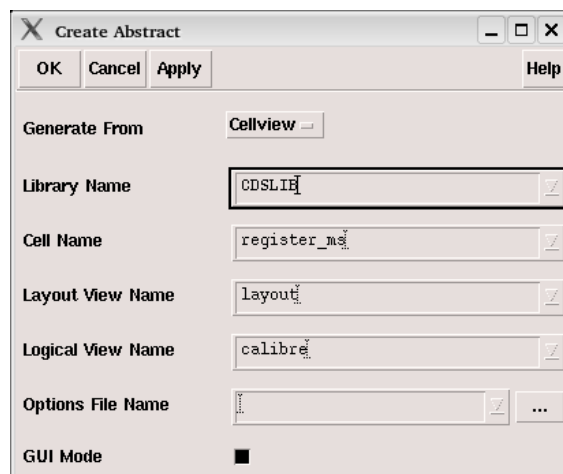 Create Abstract
OK Cancel Apply Help
Generate From Cellview
Library Name CDSLIB
Cell Name register_ms
Layout View Name layout
Logical View Name calibre
Options File Name ...
GUI Mode